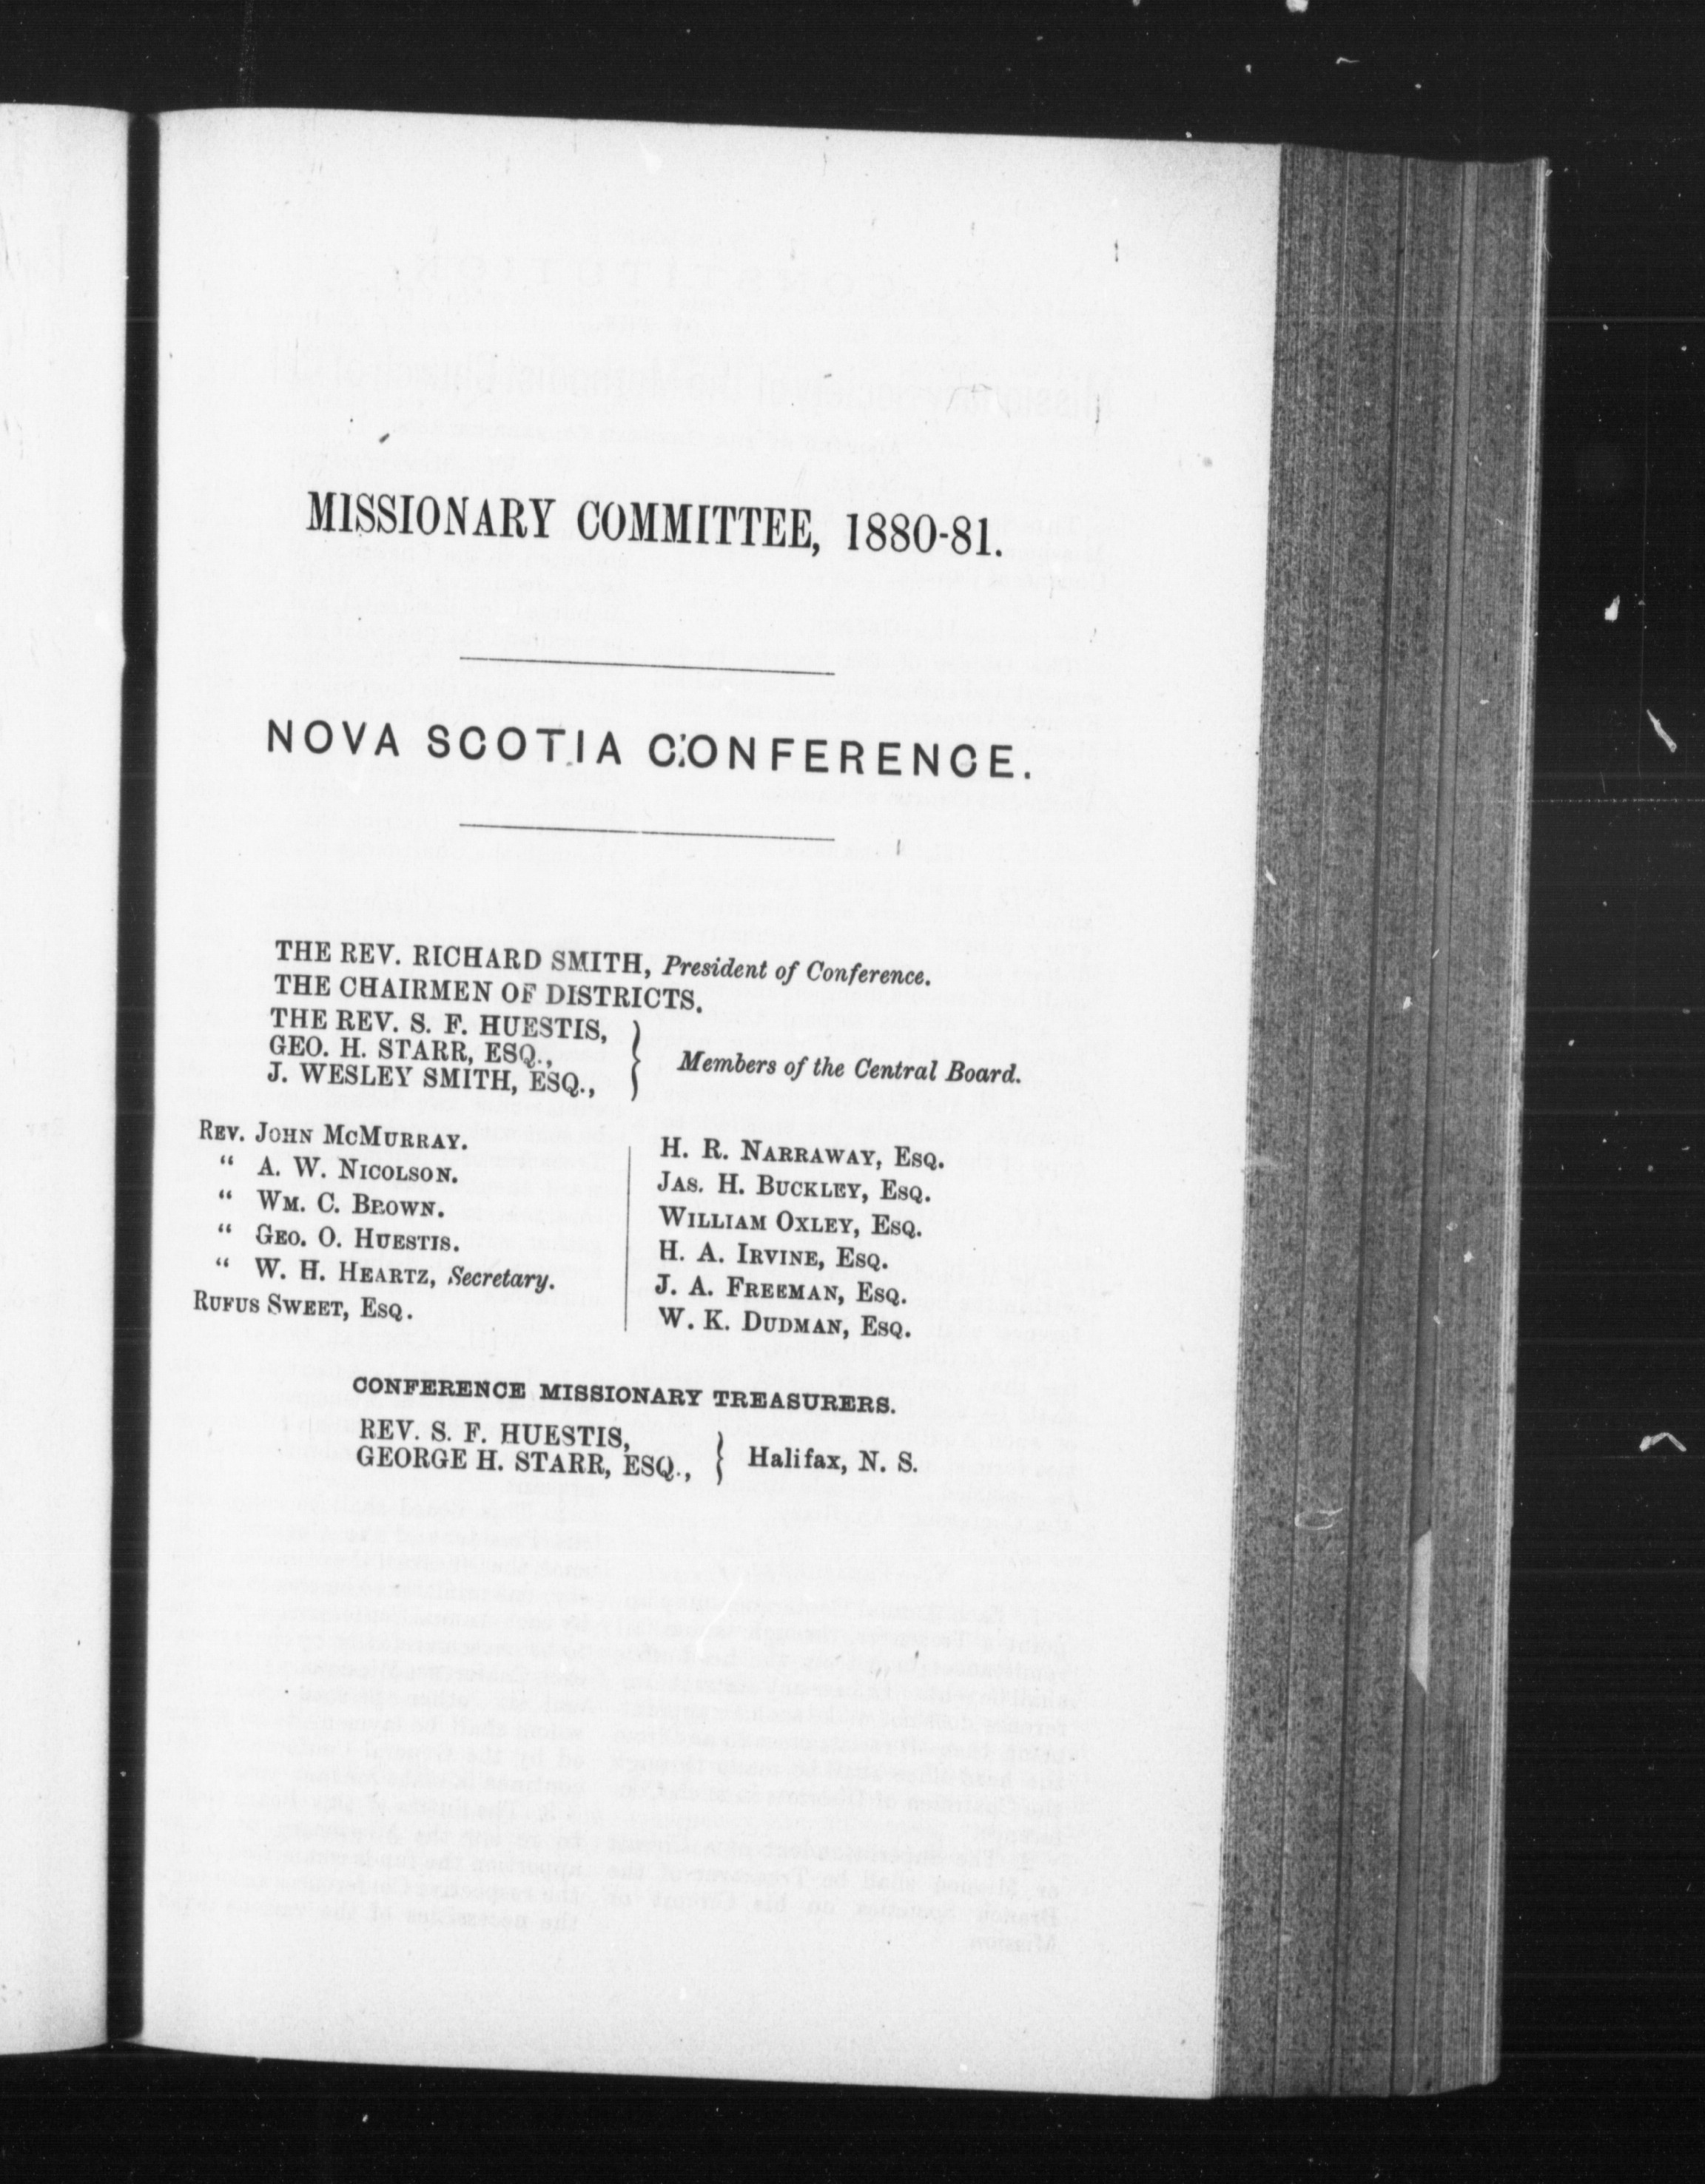 MISSIONARY COMMITTEE, 1880-81.
NOVA SCOTIA CONFERENCE.
THE REV. RICHARD SMITH, President of Conference.
THE CHAIRMEN OF DISTRICTS.
THE REV. S. F. HUESTIS,
GEO. H. STARR, ESQ.,
J. WESLEY SMITH, ESQ.,
Members of the Central Board.
REV. JOHN MCMURRAY.
" A. W. NICOLSON.
" WM. C. BROWN.
" GEO. O. HUESTIS.
" W. H. HEARTZ, Secretary.
RUFUS SWEET, ESQ.
H. R. NARRAWAY, ESQ.
JAS. H. BUCKLEY, ESQ.
WILLIAM OXLEY, ESQ.
H. A. IRVINE, ESQ.
J. A. FREEMAN, ESQ.
W. K. DUDMAN, ESQ.
CONFERENCE MISSIONARY TREASURERS.
REV. S. F. HUESTIS,
GEORGE H. STARR, ESQ.,
Halifax, N. S.